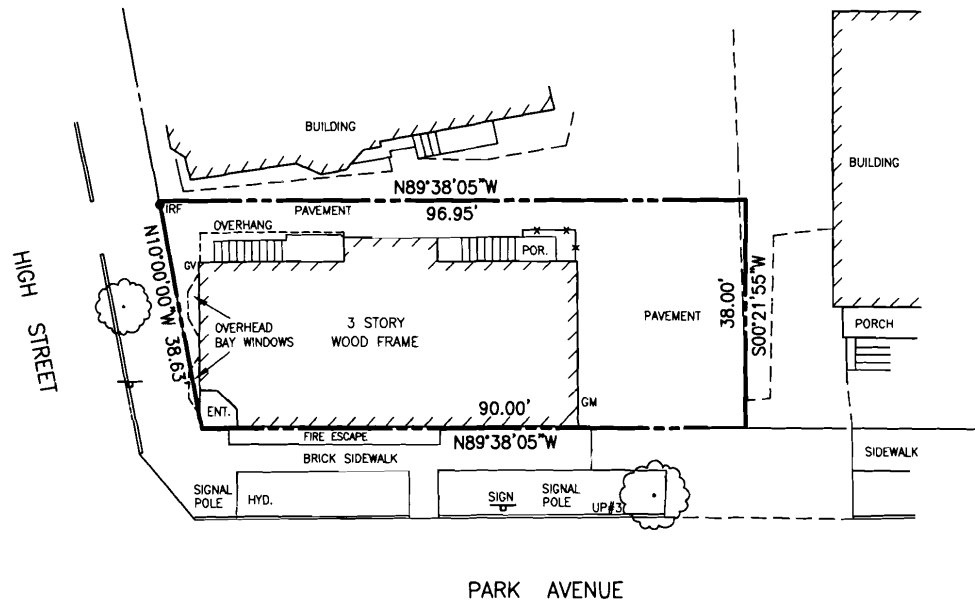 BUILDING
BUILDING
N89°38'05"W
IRF
PAVEMENT
96.95'
OVERHANG
GV
POR.
N10°00'00"W 38.63'
HIGH STREET
3 STORY
WOOD FRAME
OVERHEAD
BAY WINDOWS
PAVEMENT
38.00'
S00°21'55"W
PORCH
ENT.
90.00'
GM
FIRE ESCAPE
N89°38'05"W
BRICK SIDEWALK
SIDEWALK
SIGNAL
POLE
HYD.
SIGN
SIGNAL
POLE
UP#3
PARK AVENUE